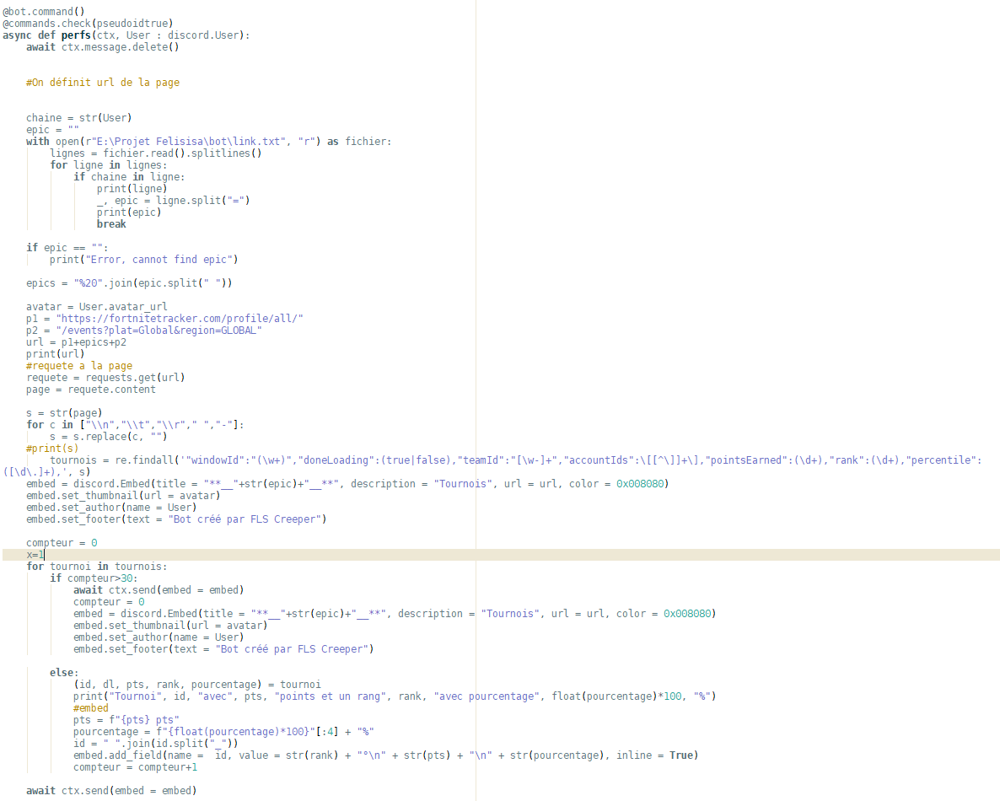 @bot.command()
@commands.check(pseudoidtrue)
async def perfs(ctx, User : discord.User):
    await ctx.message.delete()
    #On définit url de la page
    chaine = str(User)
    epic = ""
    with open(r"E:\Projet Felisisa\bot\link.txt", "r") as fichier:
        lignes = fichier.read().splitlines()
        for ligne in lignes:
            if chaine in ligne:
                print(ligne)
                _, epic = ligne.split("=")
                print(epic)
                break
    if epic == "":
        print("Error, cannot find epic")
    epics = "%20".join(epic.split(" "))
    avatar = User.avatar_url
    p1 = "https://fortnitetracker.com/profile/all/"
    p2 = "/events?plat=Global&region=GLOBAL"
    url = p1+epics+p2
    print(url)
    #requete a la page
    requete = requests.get(url)
    page = requete.content
    s = str(page)
    for c in ["\\n","\\t","\\r"," ","-"]:
        s = s.replace(c, "")
    #print(s)
        tournois = re.findall('"windowId":"(\w+)","doneLoading":(true|false),"teamId":"[\w-]+","accountIds":\[[^\]]+\],"pointsEarned":(\d+),"rank":(\d+),"percentile":
([\d\.]+),', s)
    embed = discord.Embed(title = "**__"+str(epic)+"__**", description = "Tournois", url = url, color = 0x008080)
    embed.set_thumbnail(url = avatar)
    embed.set_author(name = User)
    embed.set_footer(text = "Bot créé par FLS Creeper")
    compteur = 0
    x=1
    for tournoi in tournois:
        if compteur>30:
            await ctx.send(embed = embed)
            compteur = 0
            embed = discord.Embed(title = "**__"+str(epic)+"__**", description = "Tournois", url = url, color = 0x008080)
            embed.set_thumbnail(url = avatar)
            embed.set_author(name = User)
            embed.set_footer(text = "Bot créé par FLS Creeper")
        else:
            (id, dl, pts, rank, pourcentage) = tournoi
            print("Tournoi", id, "avec", pts, "points et un rang", rank, "avec pourcentage", float(pourcentage)*100, "%")
            #embed
            pts = f"{pts} pts"
            pourcentage = f"{float(pourcentage)*100}"[:4] + "%"
            id = " ".join(id.split("_"))
            embed.add_field(name =  id, value = str(rank) + "°\n" + str(pts) + "\n" + str(pourcentage), inline = True)
            compteur = compteur+1
    await ctx.send(embed = embed)